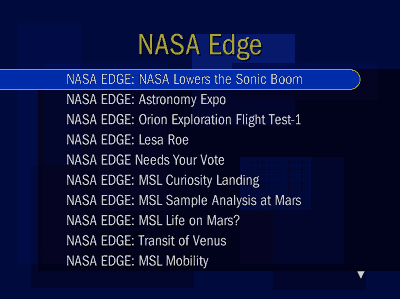 NASA Edge
NASA EDGE: NASA Lowers the Sonic Boom
NASA EDGE: Astronomy Expo
NASA EDGE: Orion Exploration Flight Test-1
NASA EDGE: Lesa Roe
NASA EDGE Needs Your Vote
NASA EDGE: MSL Curiosity Landing
NASA EDGE: MSL Sample Analysis at Mars
NASA EDGE: MSL Life on Mars?
NASA EDGE: Transit of Venus
NASA EDGE: MSL Mobility